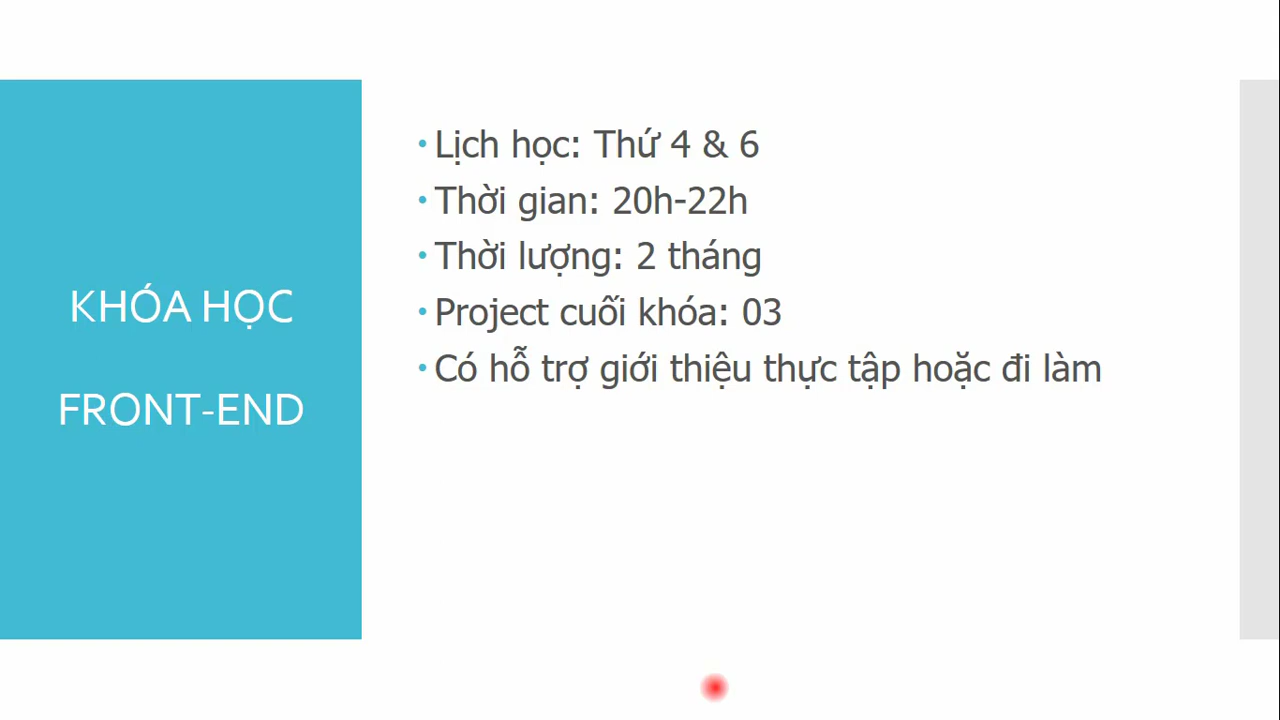 KHÓA HỌC
FRONT-END
• Lịch học: Thứ 4 & 6
• Thời gian: 20h-22h
• Thời lượng: 2 tháng
• Project cuối khóa: 03
• Có hỗ trợ giới thiệu thực tập hoặc đi làm